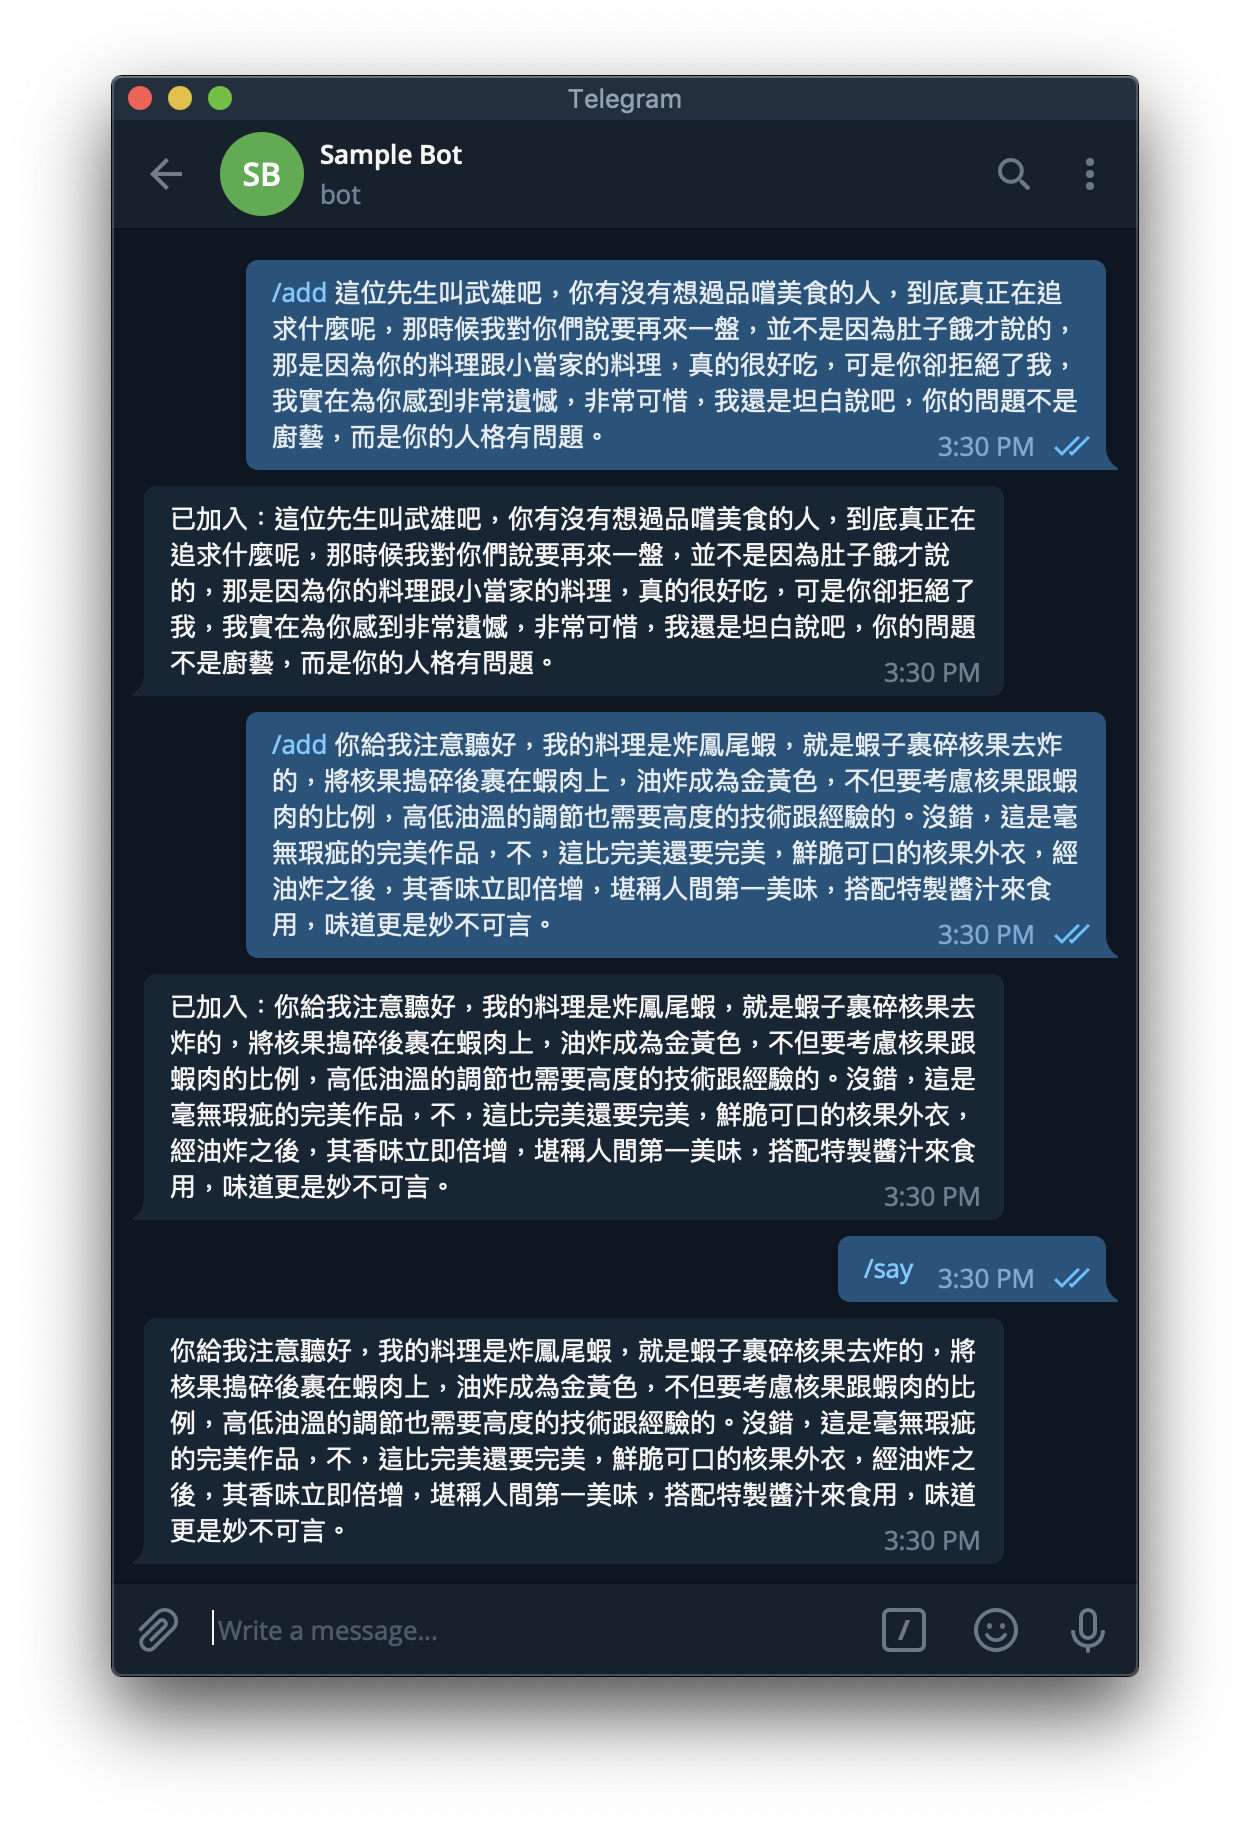 Telegram
SB
Sample Bot
bot
/add 這位先生叫武雄吧，你有沒有想過品嚐美食的人，到底真正在追
求什麼呢，那時候我對你們說要再來一盤，並不是因為肚子餓才說的，
那是因為你的料理跟小當家的料理，真的很好吃，可是你卻拒絕了我，
我實在為你感到非常遺憾，非常可惜，我還是坦白說吧，你的問題不是
廚藝，而是你的人格有問題。
3:30 PM
已加入：這位先生叫武雄吧，你有沒有想過品嚐美食的人，到底真正在
追求什麼呢，那時候我對你們說要再來一盤，並不是因為肚子餓才說
的，那是因為你的料理跟小當家的料理，真的很好吃，可是你卻拒絕了
我，我實在為你感到非常遺憾，非常可惜，我還是坦白說吧，你的問題
不是廚藝，而是你的人格有問題。
3:30 PM
/add 你給我注意聽好，我的料理是炸鳳尾蝦，就是蝦子裹碎核果去炸
的，將核果搗碎後裹在蝦肉上，油炸成為金黃色，不但要考慮核果跟蝦
肉的比例，高低油溫的調節也需要高度的技術跟經驗的。沒錯，這是毫
無瑕疵的完美作品，不，這比完美還要完美，鮮脆可口的核果外衣，經
油炸之後，其香味立即倍增，堪稱人間第一美味，搭配特製醬汁來食
用，味道更是妙不可言。
3:30 PM
已加入：你給我注意聽好，我的料理是炸鳳尾蝦，就是蝦子裹碎核果去
炸的，將核果搗碎後裹在蝦肉上，油炸成為金黃色，不但要考慮核果跟
蝦肉的比例，高低油溫的調節也需要高度的技術跟經驗的。沒錯，這是
毫無瑕疵的完美作品，不，這比完美還要完美，鮮脆可口的核果外衣，
經油炸之後，其香味立即倍增，堪稱人間第一美味，搭配特製醬汁來食
用，味道更是妙不可言。
3:30 PM
/say
3:30 PM
你給我注意聽好，我的料理是炸鳳尾蝦，就是蝦子裹碎核果去炸的，將
核果搗碎後裹在蝦肉上，油炸成為金黃色，不但要考慮核果跟蝦肉的比
例，高低油溫的調節也需要高度的技術跟經驗的。沒錯，這是毫無瑕疵
的完美作品，不，這比完美還要完美，鮮脆可口的核果外衣，經油炸之
後，其香味立即倍增，堪稱人間第一美味，搭配特製醬汁來食用，味道
更是妙不可言。
3:30 PM
Write a message...
/